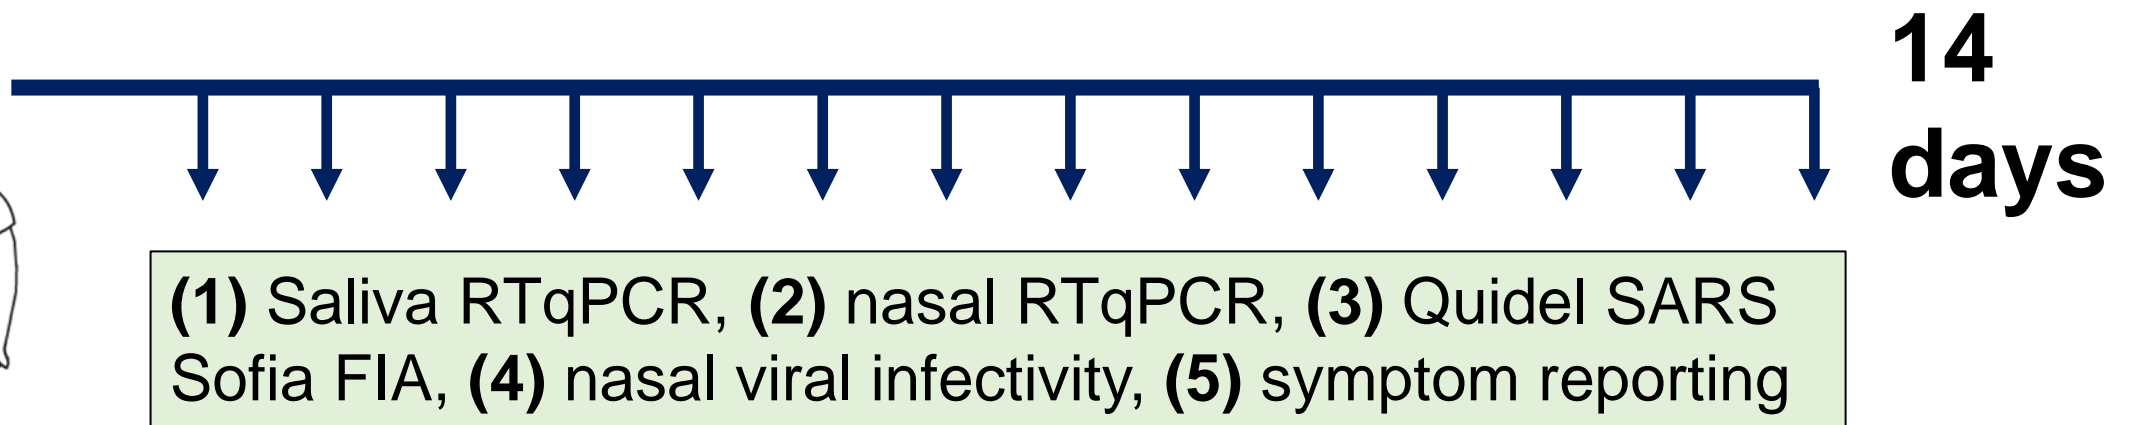 14
days
(1) Saliva RTqPCR, (2) nasal RTqPCR, (3) Quidel SARS
Sofia FIA, (4) nasal viral infectivity, (5) symptom reporting